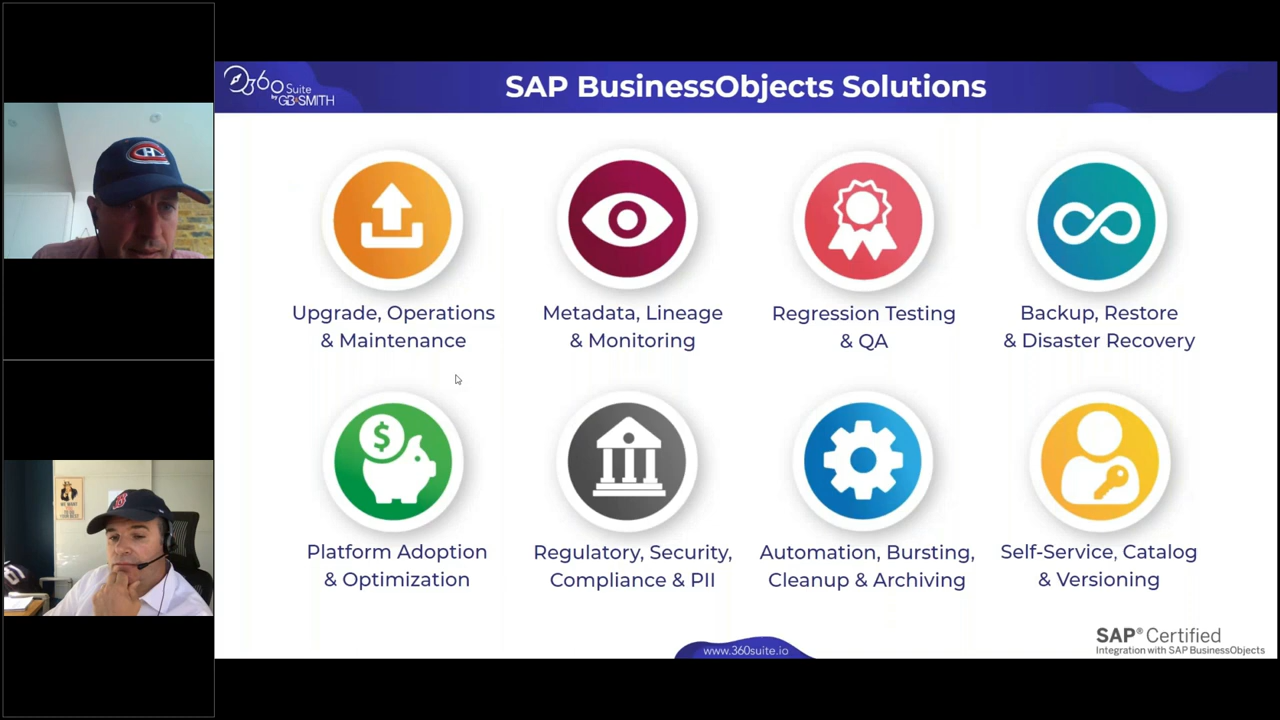 360Suite
by GB&SMITH
SAP BusinessObjects Solutions
Upgrade, Operations
& Maintenance
Metadata, Lineage
& Monitoring
Regression Testing
& QA
Backup, Restore
& Disaster Recovery
Platform Adoption
& Optimization
Regulatory, Security,
Compliance & PII
Automation, Bursting,
Cleanup & Archiving
Self-Service, Catalog
& Versioning
www.360suite.io
SAP® Certified
Integration with SAP BusinessObjects
WE WANT